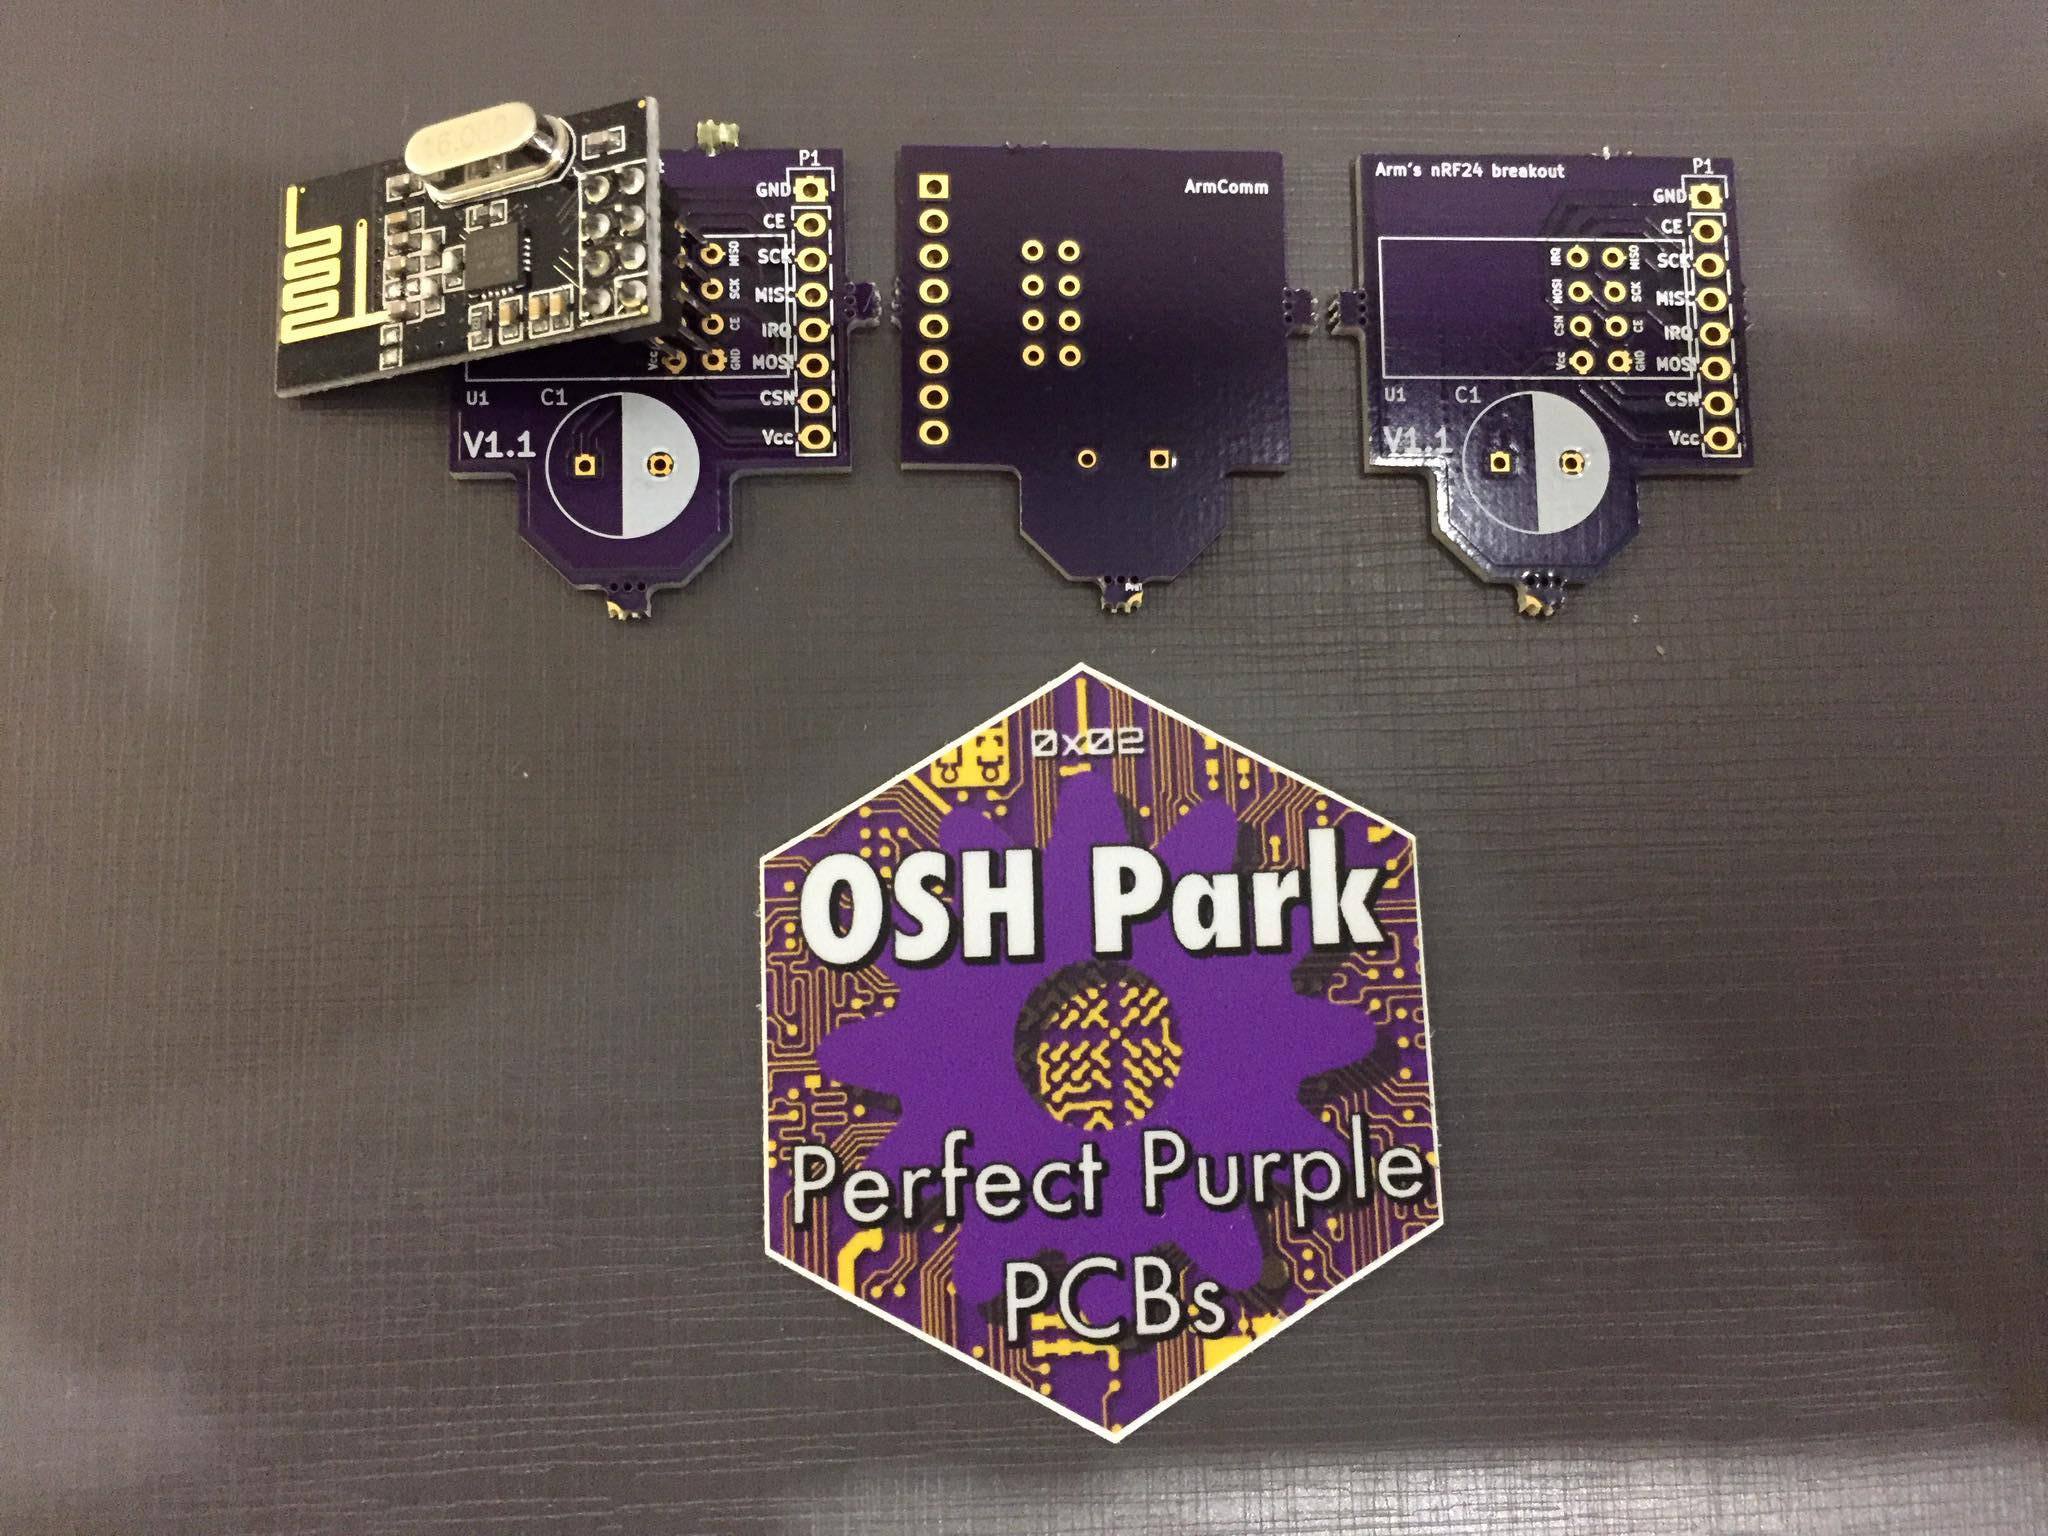 16.000
t
P1
GND
CE
SCK
MISO
IRQ
MOSI
CSN
Vcc
MISO
SCK
CE
GND
Vcc
U1
C1
V1.1
ArmComm
Arm's nRF24 breakout
P1
GND
CE
SCK
MISO
IRQ
MOSI
CSN
Vcc
IRQ
MISO
MOSI
SCK
CSN
CE
Vcc
GND
U1
C1
V1.1
0x02
OSH Park
Perfect Purple
PCBs